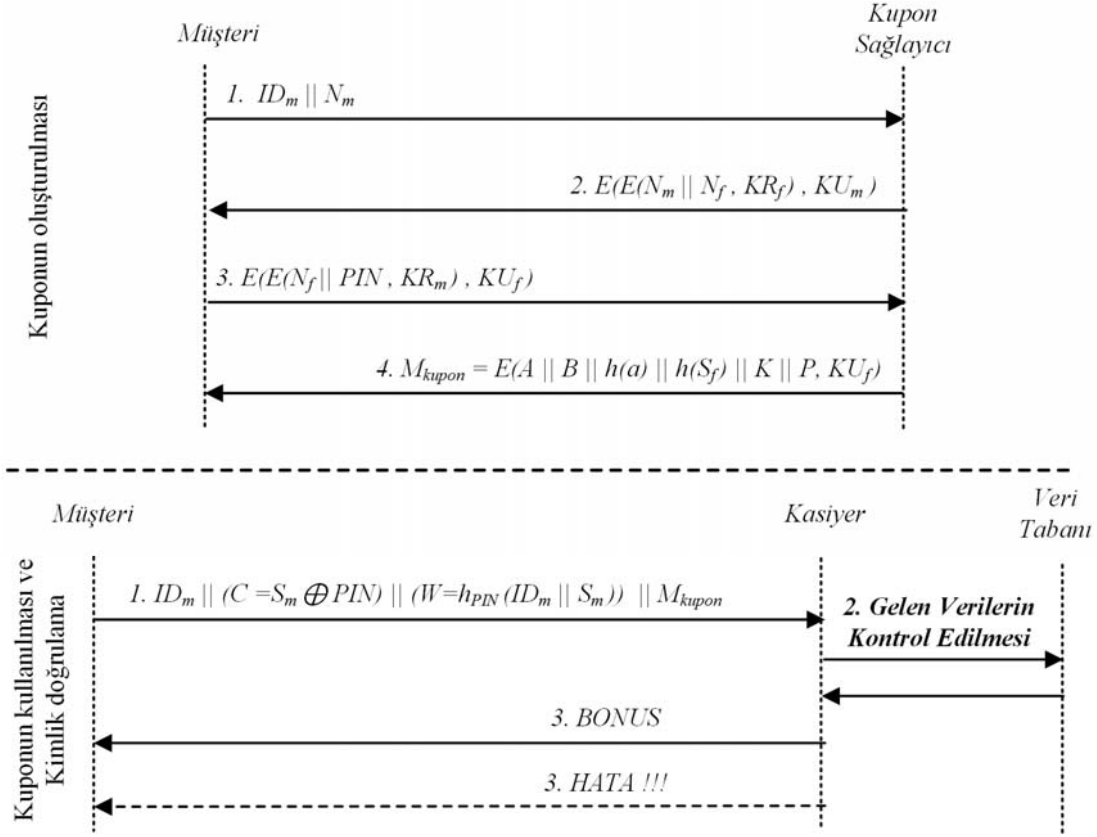 Müşteri
Kupon
Sağlayıcı
Kuponun oluşturulması
1. ID_m || N_m
2. E(E(N_m || N_f , KR_f) , KU_m )
3. E(E(N_f || PIN , KR_m) , KU_f)
4. M_kupon = E(A || B || h(a) || h(S_f) || K || P, KU_f)
Müşteri
Kasiyer
Veri
Tabanı
Kuponun kullanılması ve
Kimlik doğrulama
1. ID_m || (C =S_m ⊕ PIN) || (W=h_PIN (ID_m || S_m)) || M_kupon
2. Gelen Verilerin
Kontrol Edilmesi
3. BONUS
3. HATA !!!